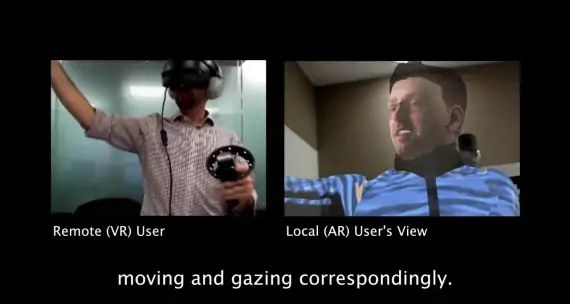 Remote (VR) User
Local (AR) User's View
moving and gazing correspondingly.